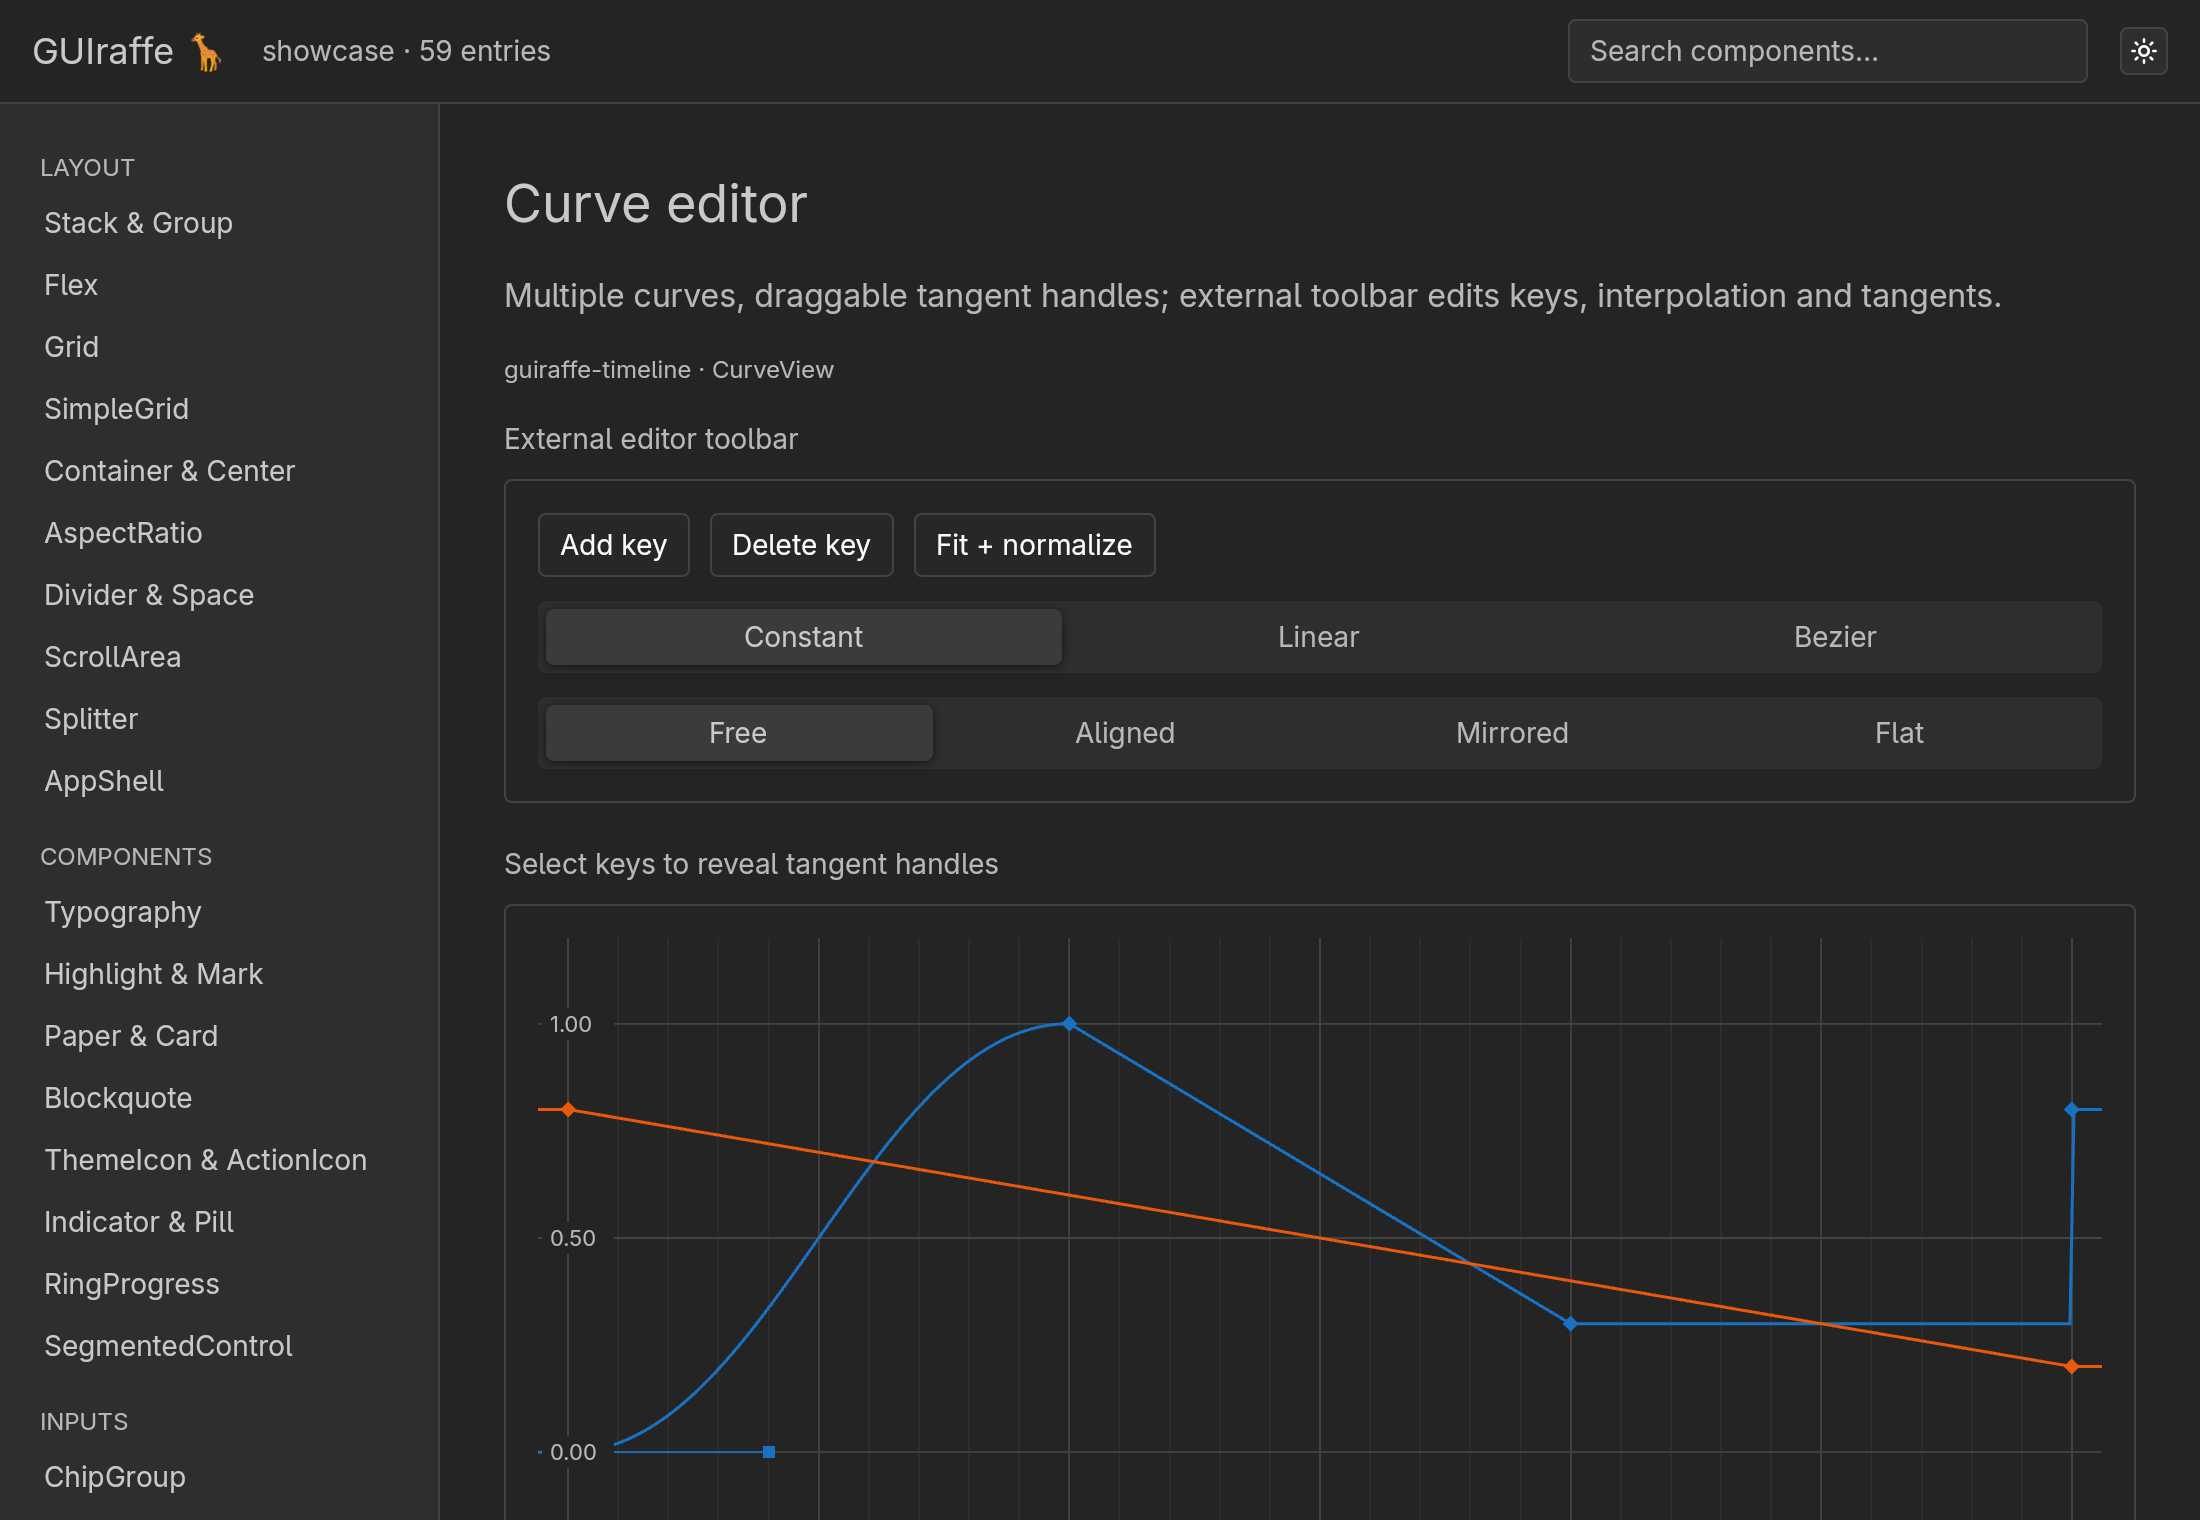 GUIraffe 🦒 showcase · 59 entries
Search components...
LAYOUT
Stack & Group
Flex
Grid
SimpleGrid
Container & Center
AspectRatio
Divider & Space
ScrollArea
Splitter
AppShell
COMPONENTS
Typography
Highlight & Mark
Paper & Card
Blockquote
ThemeIcon & ActionIcon
Indicator & Pill
RingProgress
SegmentedControl
INPUTS
ChipGroup
Curve editor
Multiple curves, draggable tangent handles; external toolbar edits keys, interpolation and tangents.
guiraffe-timeline · CurveView
External editor toolbar
Add key
Delete key
Fit + normalize
Constant
Linear
Bezier
Free
Aligned
Mirrored
Flat
Select keys to reveal tangent handles
1.00
0.50
0.00